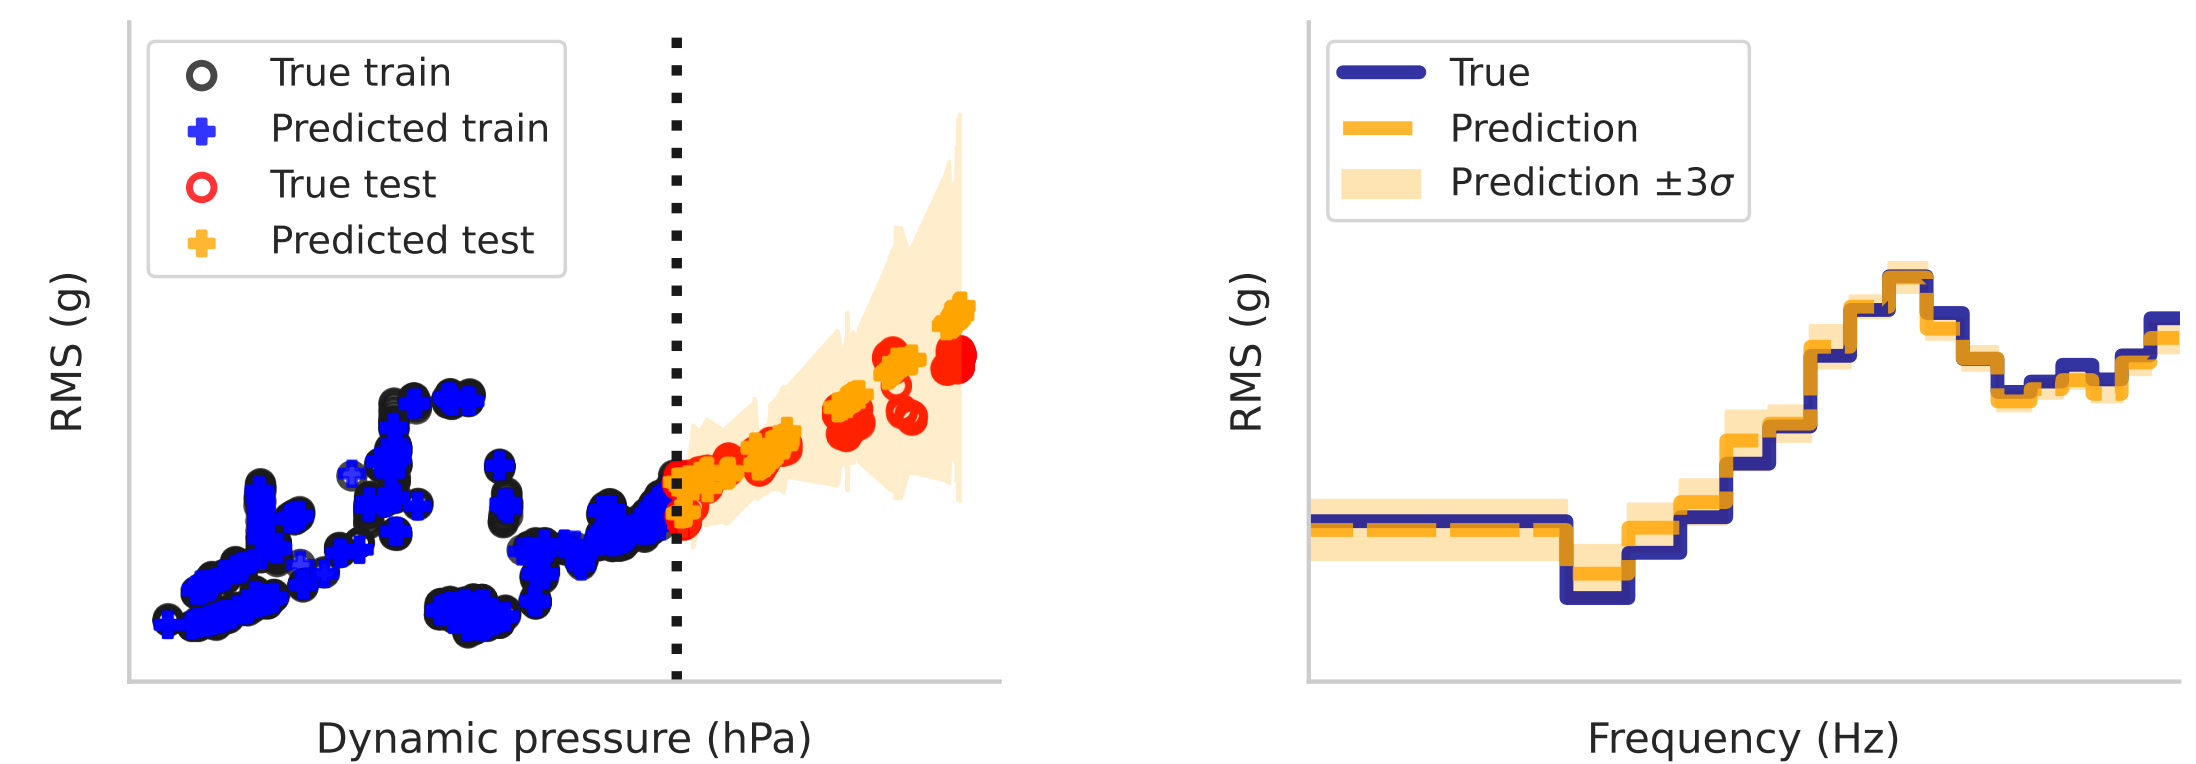 True train
Predicted train
True test
Predicted test
RMS (g)
Dynamic pressure (hPa)
True
Prediction
Prediction ±3σ
RMS (g)
Frequency (Hz)